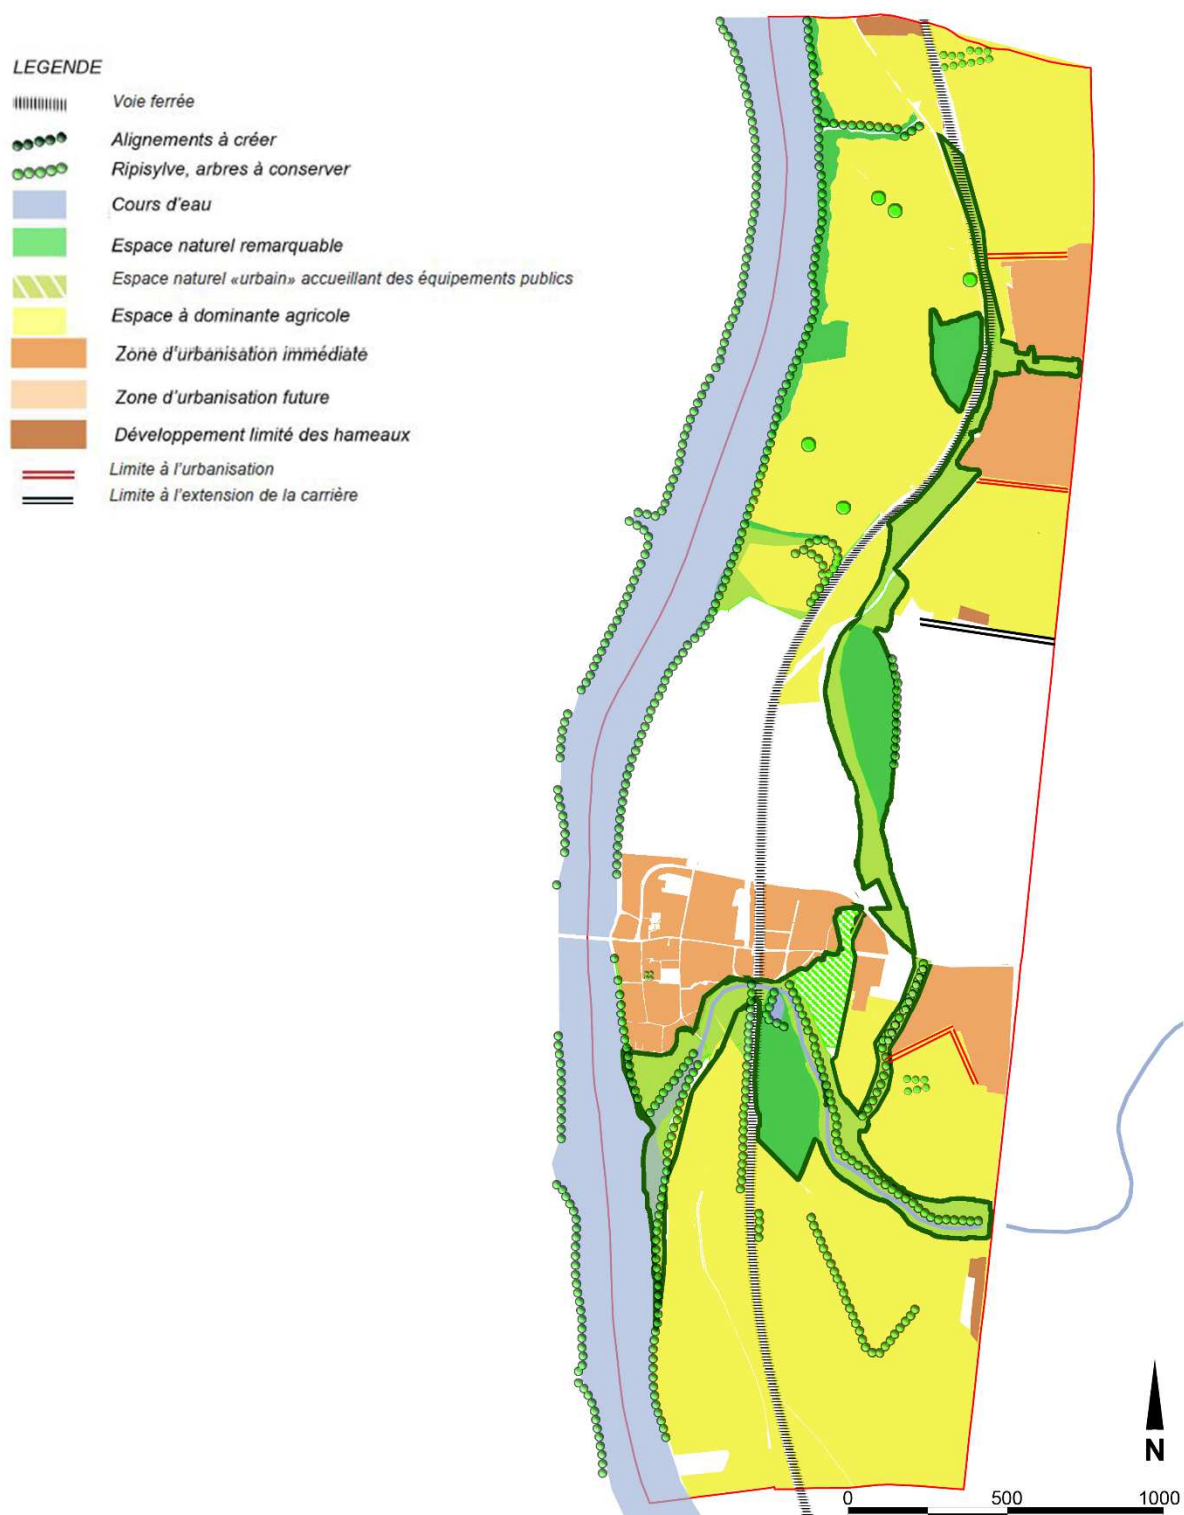 LEGENDE
Voie ferrée
Alignements à créer
Ripisylve, arbres à conserver
Cours d'eau
Espace naturel remarquable
Espace naturel «urbain» accueillant des équipements publics
Espace à dominante agricole
Zone d'urbanisation immédiate
Zone d'urbanisation future
Développement limité des hameaux
Limite à l'urbanisation
Limite à l'extension de la carrière
N
0 500 1000